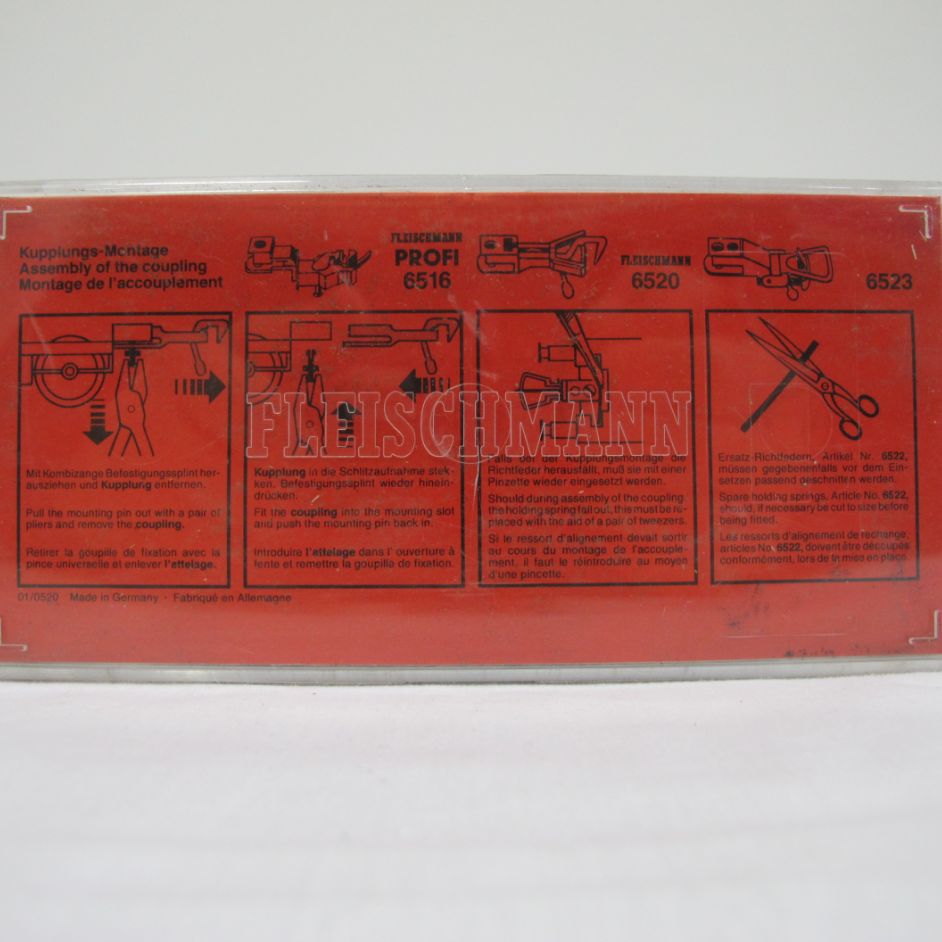 Kupplungs-Montage
Assembly of the coupling
Montage de l'accouplement
FLEISCHMANN
PROFI
6516
FLEISCHMANN
6520
6523
FLEISCHMANN
Mit Kombizange Befestigungssplint her-
ausziehen und Kupplung entfernen.
Pull the mounting pin out with a pair of
pliers and remove the coupling.
Retirer la goupille de fixation avec la
pince universelle et enlever l'attelage.
Kupplung in die Schlitzaufnahme stek-
ken. Befestigungssplint wieder hinein-
drücken.
Fit the coupling into the mounting slot
and push the mounting pin back in.
Introduire l'attelage dans l'ouverture à
fente et remettre la goupille de fixation.
Falls bei der Kupplungsmontage die
Richtfeder herausfällt, muß sie mit einer
Pinzette wieder eingesetzt werden.
Should during assembly of the coupling
the holding spring fall out, this must be re-
placed with the aid of a pair of tweezers.
Si le ressort d'alignement devait sortir
au cours du montage de l'accouple-
ment, il faut le réintroduire au moyen
d'une pincette.
Ersatz-Richtfedern, Artikel Nr. 6522,
müssen gegebenenfalls vor dem Ein-
setzen passend geschnitten werden.
Spare holding springs, Article No. 6522,
should, if necessary be cut to size before
being fitted.
Les ressorts d'alignement de rechange,
articles No. 6522, doivent être découpés
conformément, lors de la mise en place.
01/0520 Made in Germany · Fabriqué en Allemagne